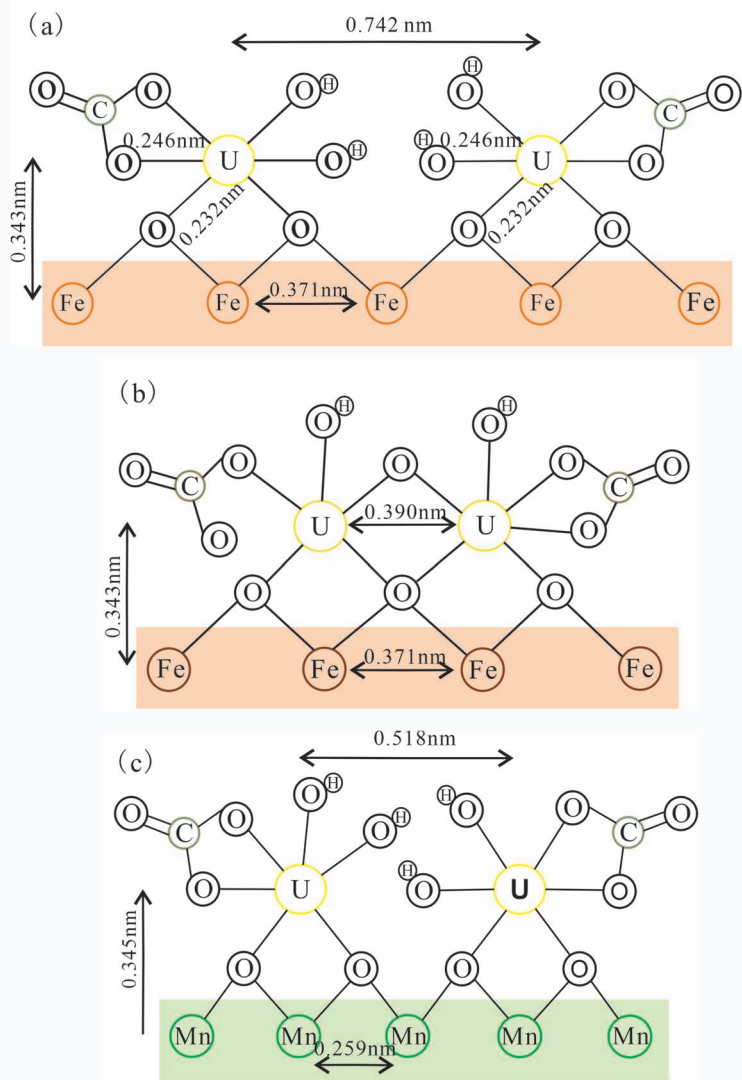 (a)
0.742 nm
H
H
O O O O O O
C C
0.246nm H H 0.246nm
O U O O U O
0.343nm
0.232nm 0.232nm
O O O O
Fe Fe 0.371nm Fe Fe Fe
(b)
H H
O O
O O O O O
C C
U 0.390nm U
O O
0.343nm
O O O
Fe Fe 0.371nm Fe Fe
(c)
0.518nm
H H
O O
O O H O O
C O C
H
O U O U O
0.345nm
O O O O
Mn Mn Mn Mn Mn
0.259nm